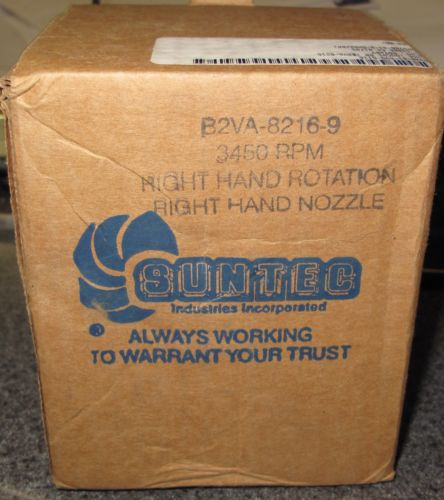 B2VA-8216-9
3450 RPM
RIGHT HAND ROTATION
RIGHT HAND NOZZLE
SUNTEC
Industries Incorporated
®
ALWAYS WORKING
TO WARRANT YOUR TRUST